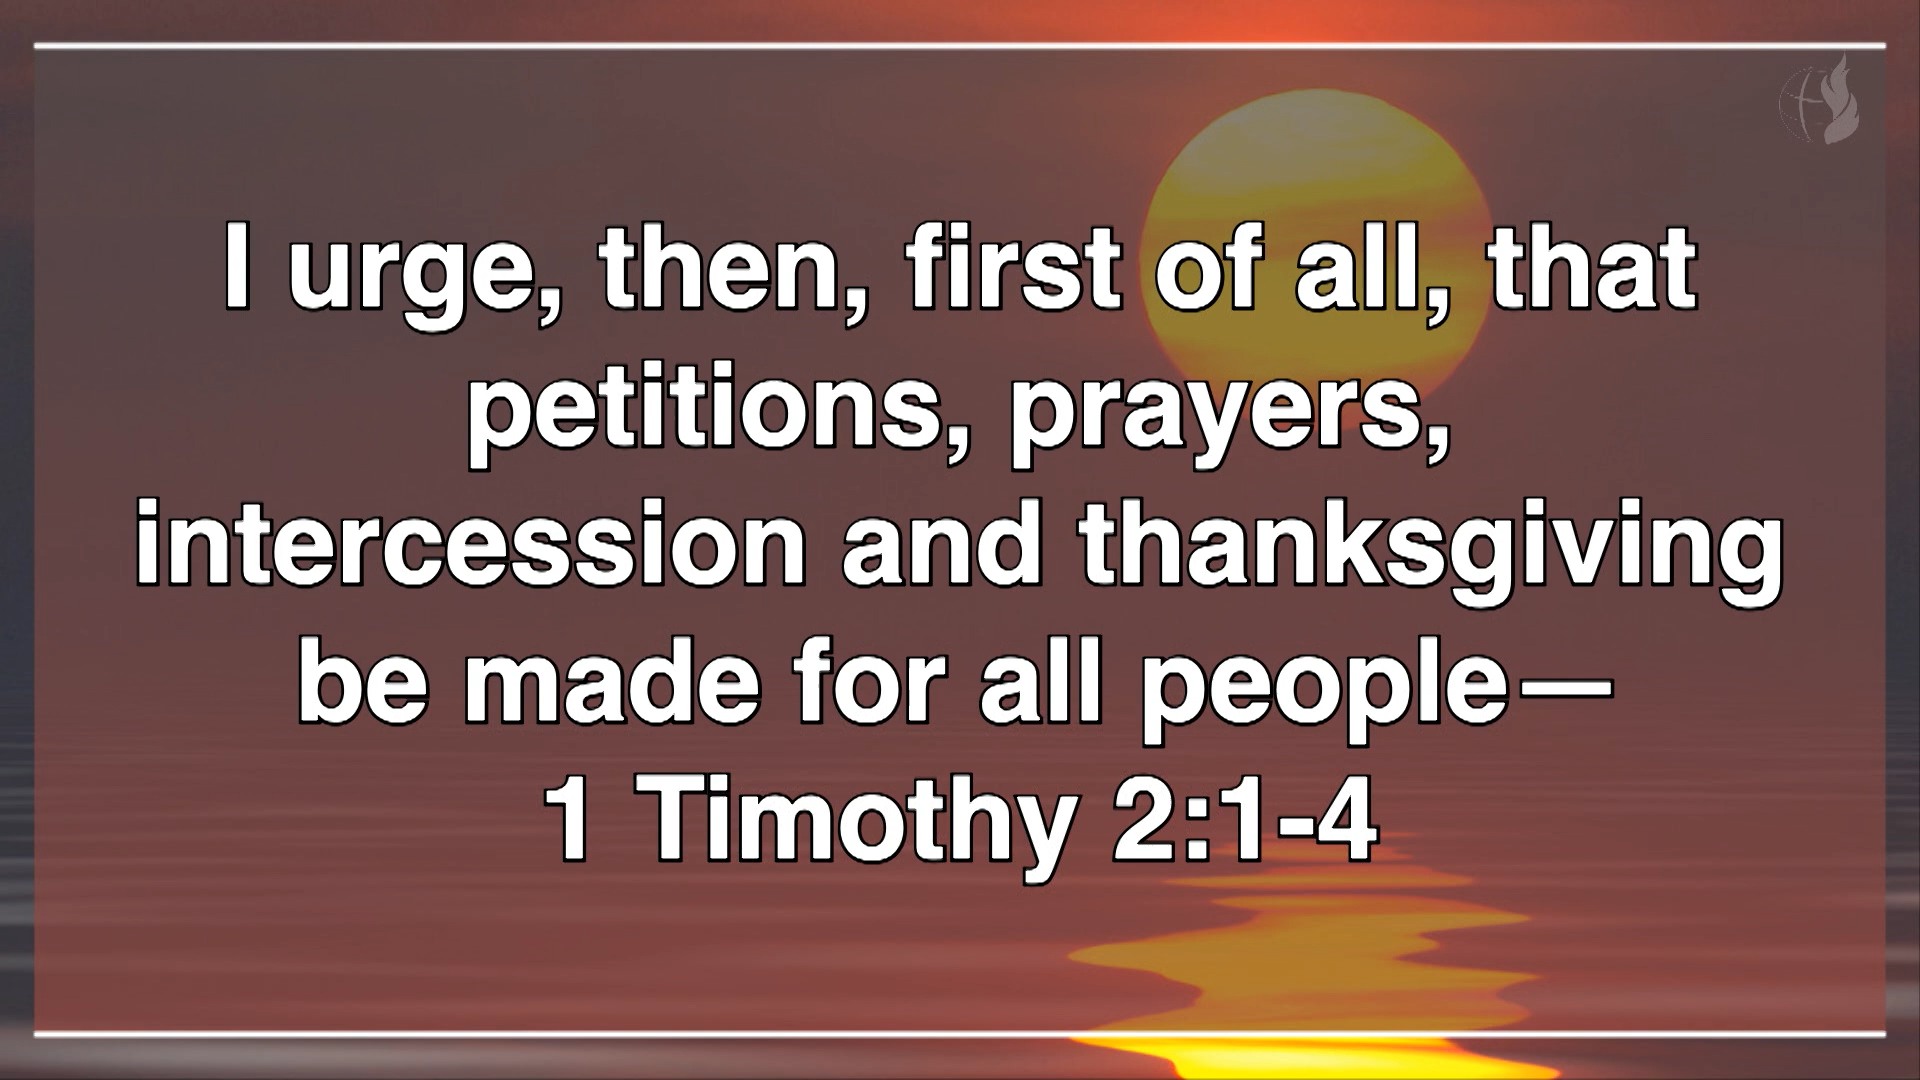 I urge, then, first of all, that
petitions, prayers,
intercession and thanksgiving
be made for all people—
1 Timothy 2:1-4